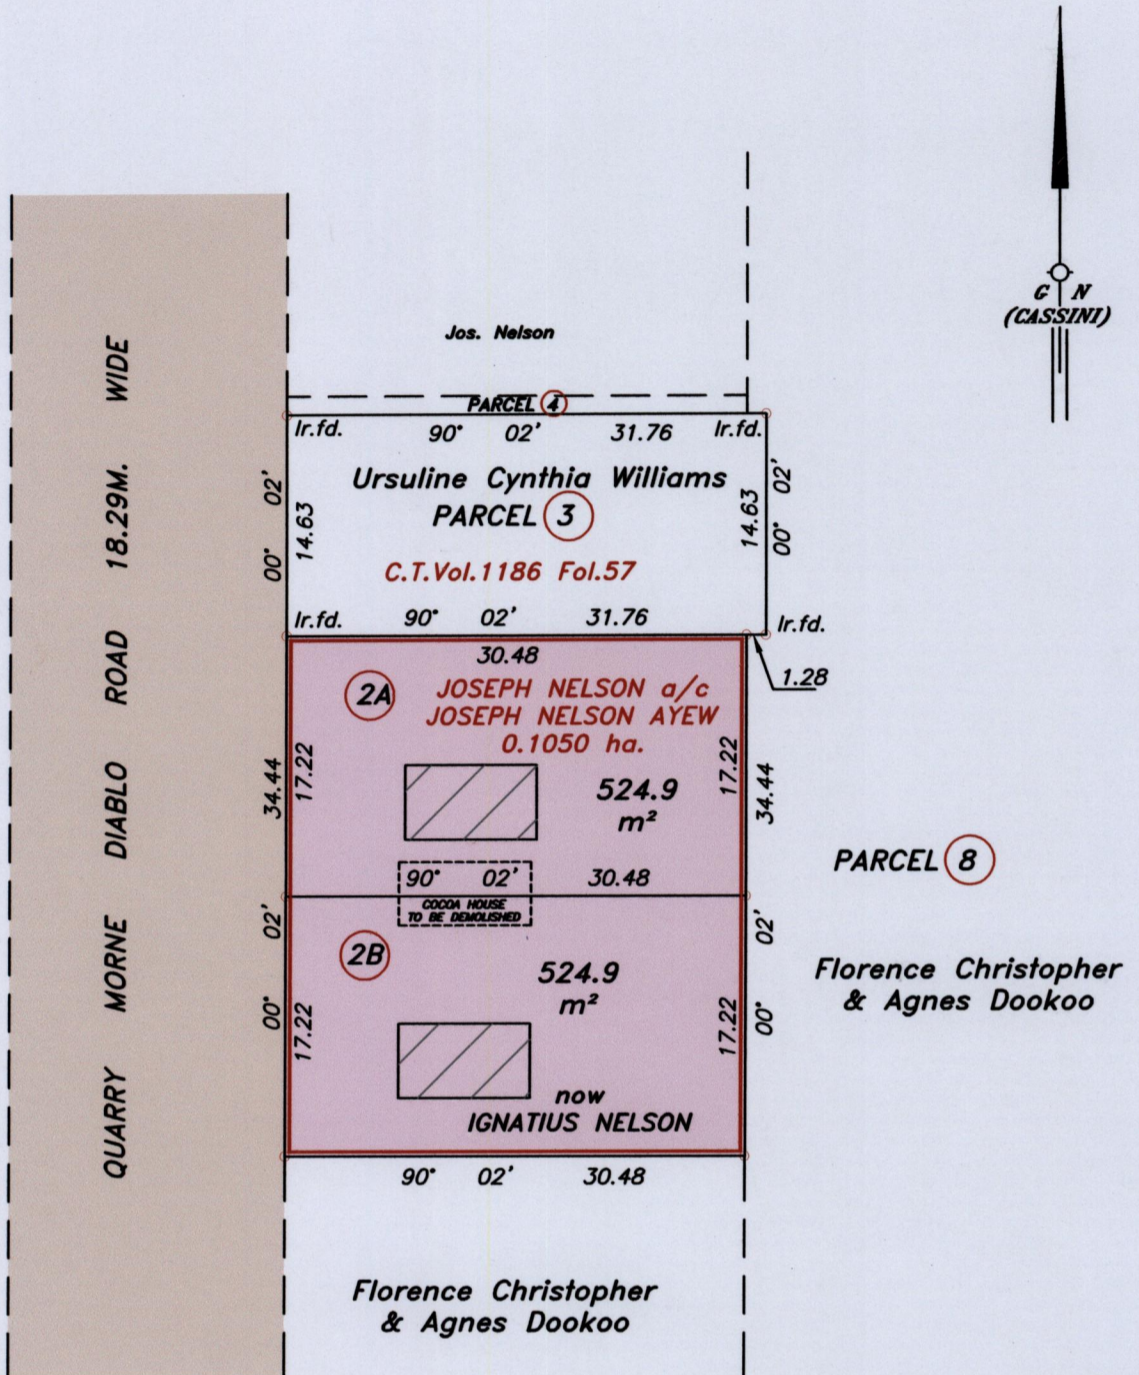 G N
(CASSINI)
Jos. Nelson
PARCEL 4
Ir.fd. 90° 02' 31.76 Ir.fd.
Ursuline Cynthia Williams
PARCEL 3
C.T.Vol.1186 Fol.57
00° 02'
14.63
14.63
00° 02'
Ir.fd. 90° 02' 31.76 Ir.fd.
30.48
1.28
2A
JOSEPH NELSON a/c
JOSEPH NELSON AYEW
0.1050 ha.
524.9
m²
17.22
17.22
90° 02' 30.48
COCOA HOUSE
TO BE DEMOLISHED
00° 02' 34.44
00° 02' 34.44
2B
524.9
m²
17.22
17.22
now
IGNATIUS NELSON
90° 02' 30.48
PARCEL 8
Florence Christopher
& Agnes Dookoo
Florence Christopher
& Agnes Dookoo
QUARRY MORNE DIABLO ROAD 18.29M. WIDE